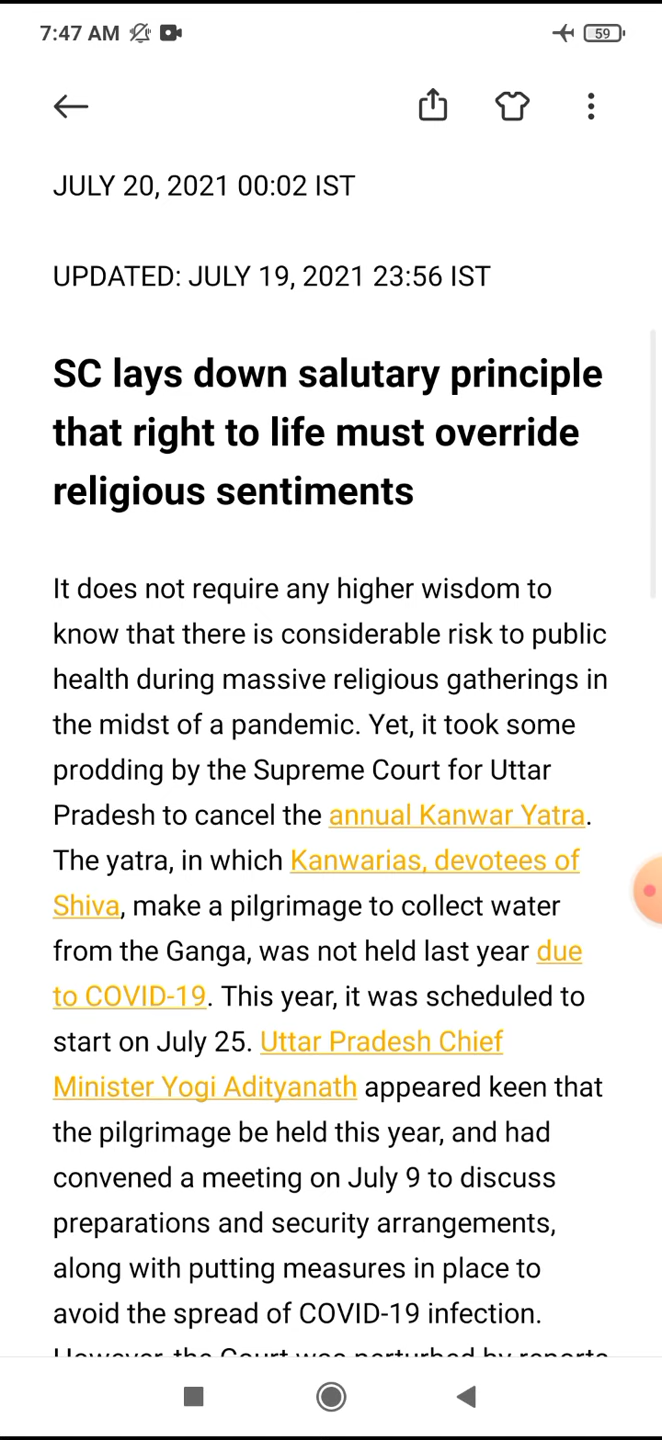 7:47 AM
59
JULY 20, 2021 00:02 IST
UPDATED: JULY 19, 2021 23:56 IST
SC lays down salutary principle
that right to life must override
religious sentiments
It does not require any higher wisdom to
know that there is considerable risk to public
health during massive religious gatherings in
the midst of a pandemic. Yet, it took some
prodding by the Supreme Court for Uttar
Pradesh to cancel the annual Kanwar Yatra.
The yatra, in which Kanwarias, devotees of
Shiva, make a pilgrimage to collect water
from the Ganga, was not held last year due
to COVID-19. This year, it was scheduled to
start on July 25. Uttar Pradesh Chief
Minister Yogi Adityanath appeared keen that
the pilgrimage be held this year, and had
convened a meeting on July 9 to discuss
preparations and security arrangements,
along with putting measures in place to
avoid the spread of COVID-19 infection.
However, the Court was perturbed by reports